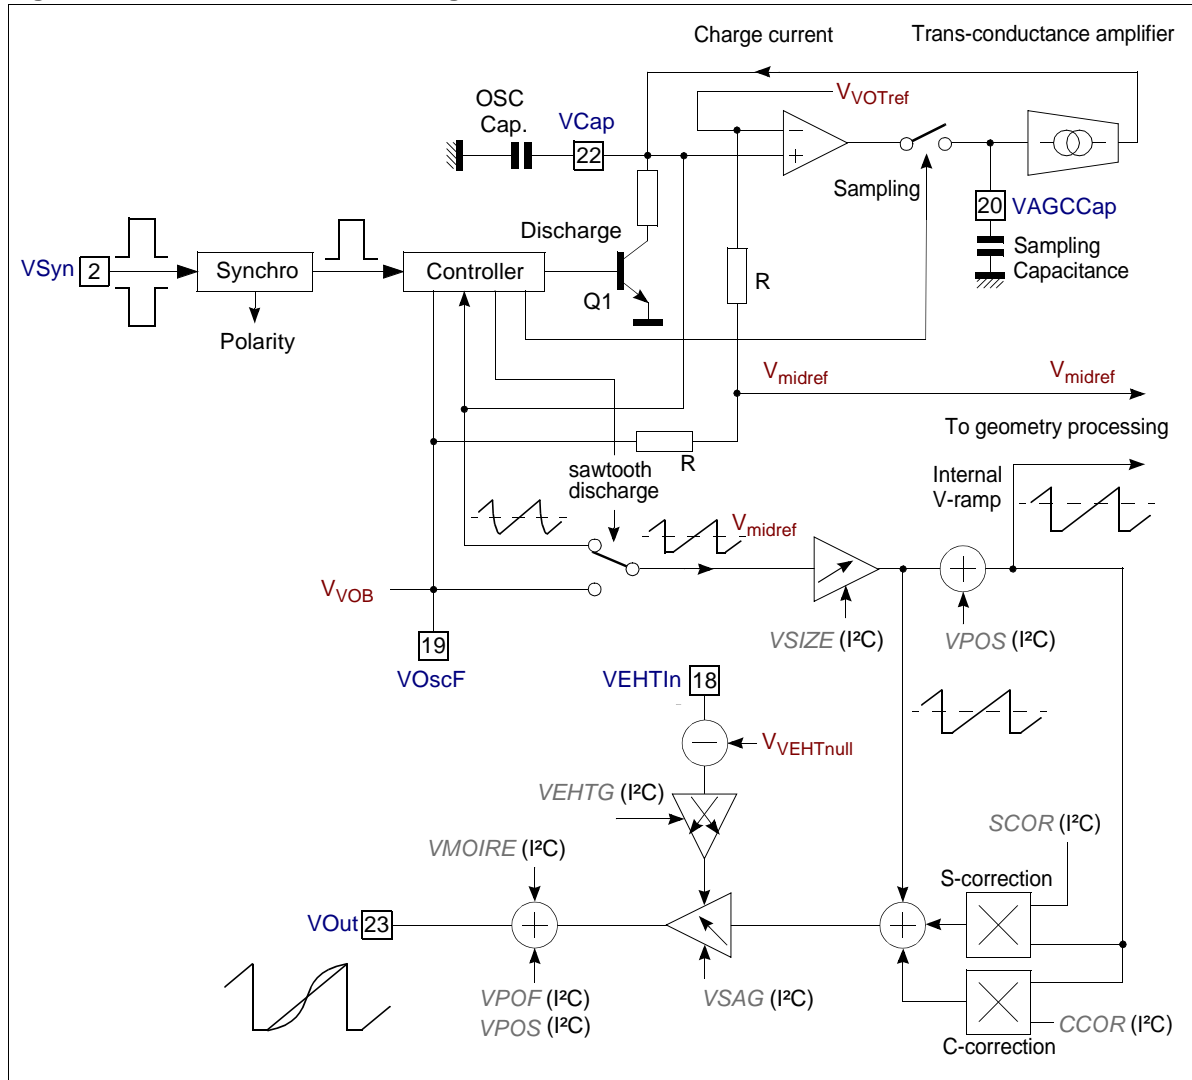 Charge current
Trans-conductance amplifier
OSC
Cap.
VCap
22
VVOTref
−
+
Sampling
20
VAGCCap
Sampling
Capacitance
Discharge
VSyn
2
Synchro
Controller
Q1
R
Polarity
Vmidref
Vmidref
To geometry processing
R
sawtooth
discharge
Internal
V-ramp
Vmidref
VVOB
19
VOscF
VSIZE (I²C)
VPOS (I²C)
VEHTIn
18
VVEHTnull
VEHTG (I²C)
SCOR (I²C)
VMOIRE (I²C)
S-correction
VOut
23
VPOF (I²C)
VPOS (I²C)
VSAG (I²C)
CCOR (I²C)
C-correction